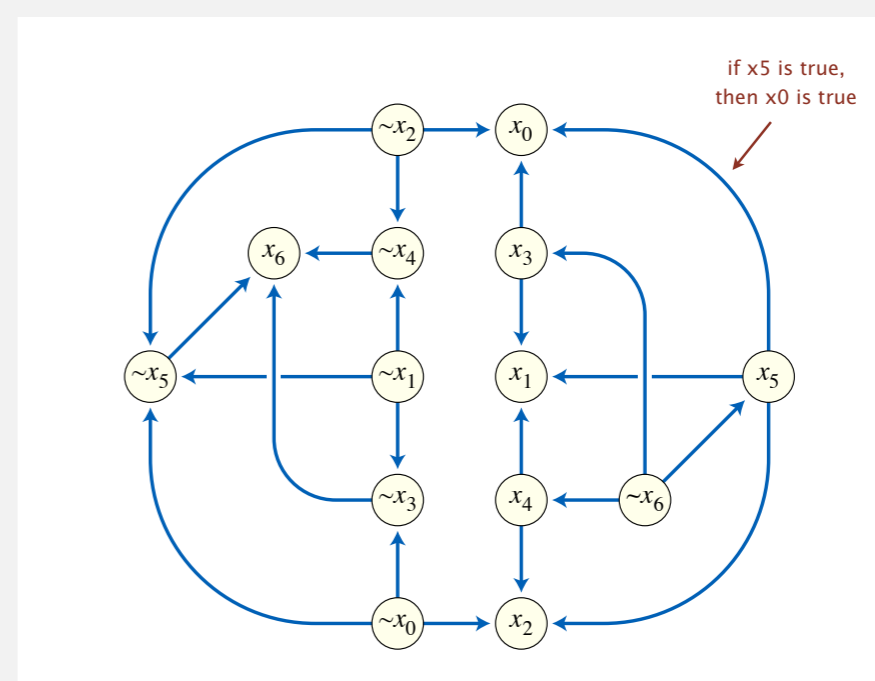 if x5 is true,
then x0 is true
~x₂
x₀
x₆
~x₄
x₃
~x₅
~x₁
x₁
x₅
~x₃
x₄
~x₆
~x₀
x₂